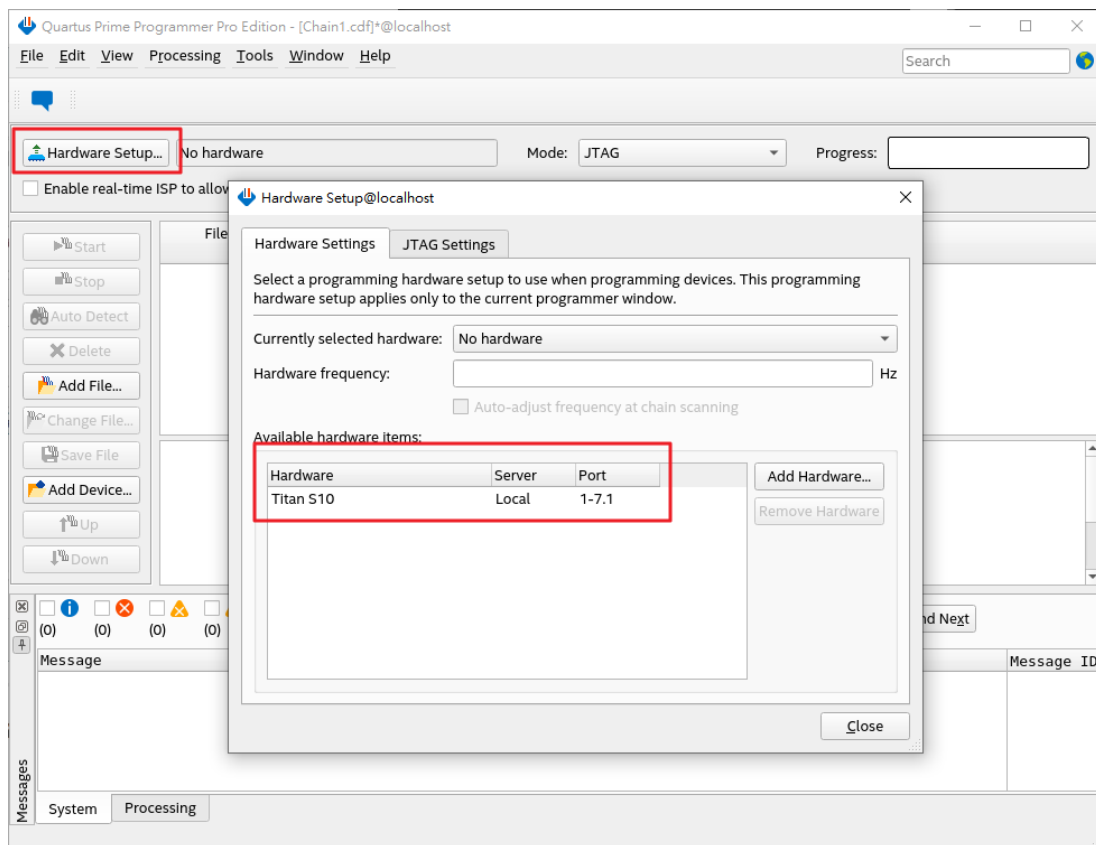 Quartus Prime Programmer Pro Edition - [Chain1.cdf]*@localhost
File Edit View Processing Tools Window Help
Search
Hardware Setup... No hardware Mode: JTAG Progress:
Enable real-time ISP to allow
Hardware Setup@localhost
Hardware Settings JTAG Settings
Select a programming hardware setup to use when programming devices. This programming
hardware setup applies only to the current programmer window.
Currently selected hardware: No hardware
Hardware frequency: Hz
Auto-adjust frequency at chain scanning
Available hardware items:
Hardware Server Port
Titan S10 Local 1-7.1
Add Hardware...
Remove Hardware
Close
File
Start
Stop
Auto Detect
Delete
Add File...
Change File...
Save File
Add Device...
Up
Down
(0) (0) (0) (0)
Next
Message Message ID
Messages
System Processing